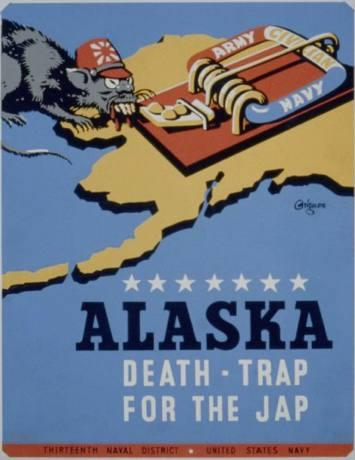 ARMY
CIVILIAN
NAVY
ALASKA
DEATH - TRAP
FOR THE JAP
THIRTEENTH NAVAL DISTRICT ★ UNITED STATES NAVY